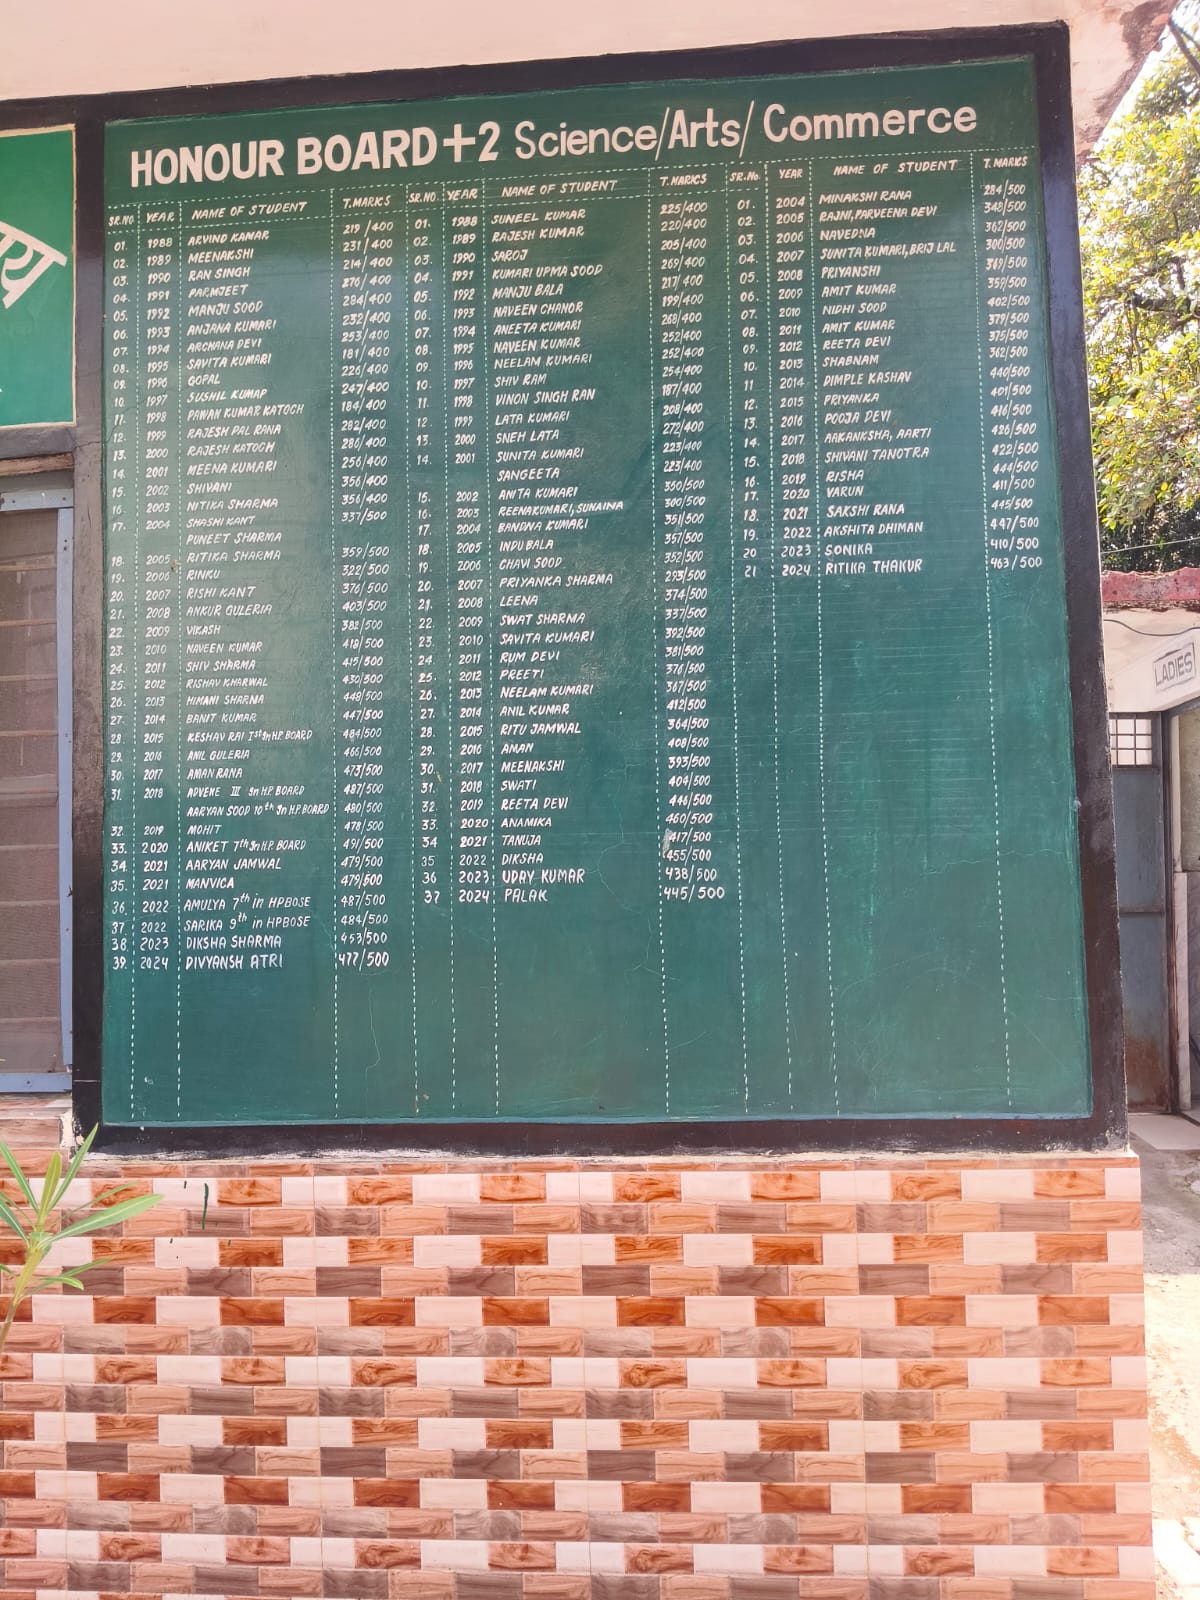 HONOUR BOARD +2 Science/Arts/ Commerce
SR.NO YEAR NAME OF STUDENT T.MARKS
01. 1988 ARVIND KANAR 219/400
02. 1989 MEENAKSHI 231/400
03. 1990 RAN SINGH 214/400
04. 1991 PARMJEET 276/400
05. 1992 MANJU SOOD 284/400
06. 1993 ANJANA KUMARI 232/400
07. 1994 ARCHANA DEVI 253/400
08. 1995 SAVITA KUMARI 181/400
09. 1996 GOPAL 226/400
10. 1997 SUSHIL KUMAP 247/400
11. 1998 PAWAN KUMAR KATOCH 184/400
12. 1999 RAJESH PAL RANA 282/400
13. 2000 RAJESH KATOCH 280/400
14. 2001 MEENA KUMARI 256/400
15. 2002 SHIVANI 356/400
16. 2003 NITIKA SHARMA 356/400
17. 2004 SHASHI KANT 337/500
PUNEET SHARMA
18. 2005 RITIKA SHARMA 359/500
19. 2006 RINKU 322/500
20. 2007 RISHI KANT 376/500
21. 2008 ANKUR GULERIA 403/500
22. 2009 VIKASH 382/500
23. 2010 NAVEEN KUMAR 418/500
24. 2011 SHIV SHARMA 415/500
25. 2012 RISHAV KHARWAL 430/500
26. 2013 HIMANI SHARMA 448/500
27. 2014 BANIT KUMAR 447/500
28. 2015 KESHAV RAI Ist In H.P. BOARD 484/500
29. 2016 ANIL GULERIA 466/500
30. 2017 AMAN RANA 473/500
31. 2018 ADVENE III In H.P. BOARD 487/500
AARYAN SOOD 10th In H.P. BOARD 480/500
32. 2019 MOHIT 478/500
33. 2020 ANIKET 7th In H.P. BOARD 491/500
34. 2021 AARYAN JAMWAL 479/500
35. 2021 MANVICA 479/500
36. 2022 AMULYA 7th in HPBOSE 487/500
37. 2022 SARIKA 9th in HPBOSE 484/500
38. 2023 DIKSHA SHARMA 453/500
39. 2024 DIVYANSH ATRI 477/500
SR.NO. YEAR NAME OF STUDENT T.MARKS
01. 1988 SUNEEL KUMAR 225/400
02. 1989 RAJESH KUMAR 220/400
03. 1990 SAROJ 205/400
04. 1991 KUMARI UPMA SOOD 269/400
05. 1992 MANJU BALA 217/400
06. 1993 NAVEEN CHANOR 199/400
07. 1994 ANEETA KUMARI 268/400
08. 1995 NAVEEN KUMAR 252/400
09. 1996 NEELAM KUMARI 252/400
10. 1997 SHIV RAM 254/400
11. 1998 VINON SINGH RAN 187/400
12. 1999 LATA KUMARI 208/400
13. 2000 SNEH LATA 272/400
14. 2001 SUNITA KUMARI 223/400
SANGEETA 223/400
15. 2002 ANITA KUMARI 350/500
16. 2003 REENA KUMARI, SUKAINA 300/500
17. 2004 BANDNA KUMARI 351/500
18. 2005 INDU BALA 357/500
19. 2006 CHAVI SOOD 352/500
20. 2007 PRIYANKA SHARMA 293/500
21. 2008 LEENA 374/500
22. 2009 SWAT SHARMA 337/500
23. 2010 SAVITA KUMARI 392/500
24 2011 RUM DEVI 381/500
25. 2012 PREETI 376/500
26. 2013 NEELAM KUMARI 367/500
27. 2014 ANIL KUMAR 412/500
28. 2015 RITU JAMWAL 364/500
29. 2016 AMAN 408/500
30. 2017 MEENAKSHI 393/500
31. 2018 SWATI 404/500
32. 2019 REETA DEVI 444/500
33. 2020 ANAMIKA 460/500
34 2021 TANUJA 417/500
35 2022 DIKSHA 455/500
36 2023 UDAY KUMAR 438/500
37 2024 PALAK 445/500
SR.No. YEAR NAME OF STUDENT T.MARKS
01. 2004 MINAKSHI RANA 284/500
02. 2005 RAJNI, PARVEENA DEVI 348/500
03. 2006 NAVEDNA 362/500
04. 2007 SUNITA KUMARI, BRIJ LAL 300/500
05. 2008 PRIYANSHI 369/500
06. 2009 AMIT KUMAR 359/500
07. 2010 NIDHI SOOD 402/500
08. 2011 AMIT KUMAR 379/500
09. 2012 REETA DEVI 375/500
10. 2013 SHABNAM 362/500
11 2014 DIMPLE KASHAV 440/500
12. 2015 PRIYANKA 401/500
13. 2016 POOJA DEVI 416/500
14. 2017 AAKANKSHA, AARTI 426/500
15. 2018 SHIVANI TANOTRA 422/500
16. 2019 RISHA 444/500
17. 2020 VARUN 411/500
18. 2021 SAKSHI RANA 445/500
19. 2022 AKSHITA DHIMAN 447/500
20 2023 SONIKA 410/500
21 2024 RITIKA THAKUR 463/500
LADIES